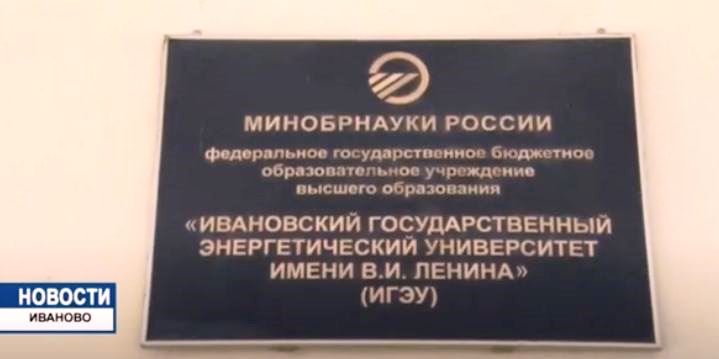 МИНОБРНАУКИ РОССИИ
федеральное государственное бюджетное
образовательное учреждение
высшего образования
«ИВАНОВСКИЙ ГОСУДАРСТВЕННЫЙ
ЭНЕРГЕТИЧЕСКИЙ УНИВЕРСИТЕТ
ИМЕНИ В.И. ЛЕНИНА»
(ИГЭУ)
НОВОСТИ
ИВАНОВО